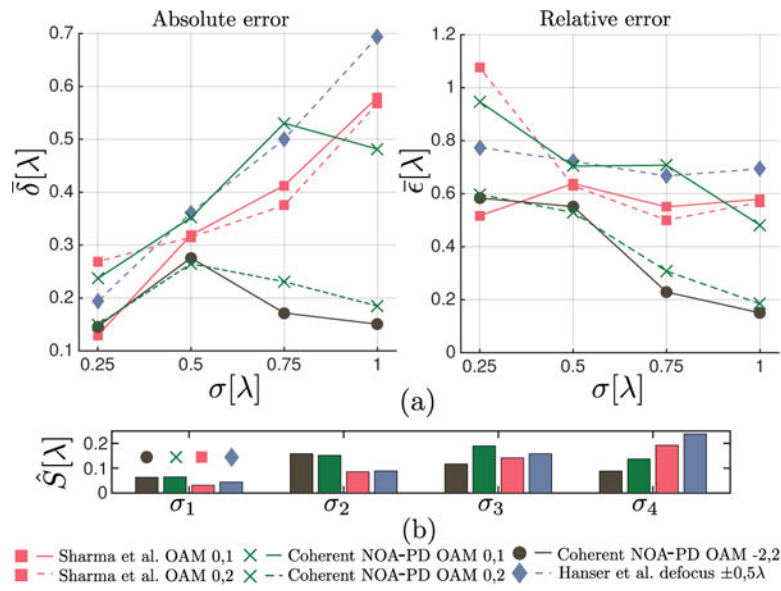 Absolute error
Relative error
0.7
0.6
0.5
0.4
0.3
0.2
0.1
δ̄[λ]
0.25 0.5 0.75 1
σ[λ]
1.2
1
0.8
0.6
0.4
0.2
0
ϵ̄[λ]
0.25 0.5 0.75 1
σ[λ]
(a)
Ŝ[λ]
0.2
0.1
0
σ1 σ2 σ3 σ4
(b)
Sharma et al. OAM 0,1 Coherent NOA-PD OAM 0,1 Coherent NOA-PD OAM -2,2
Sharma et al. OAM 0,2 Coherent NOA-PD OAM 0,2 Hanser et al. defocus ±0,5λ